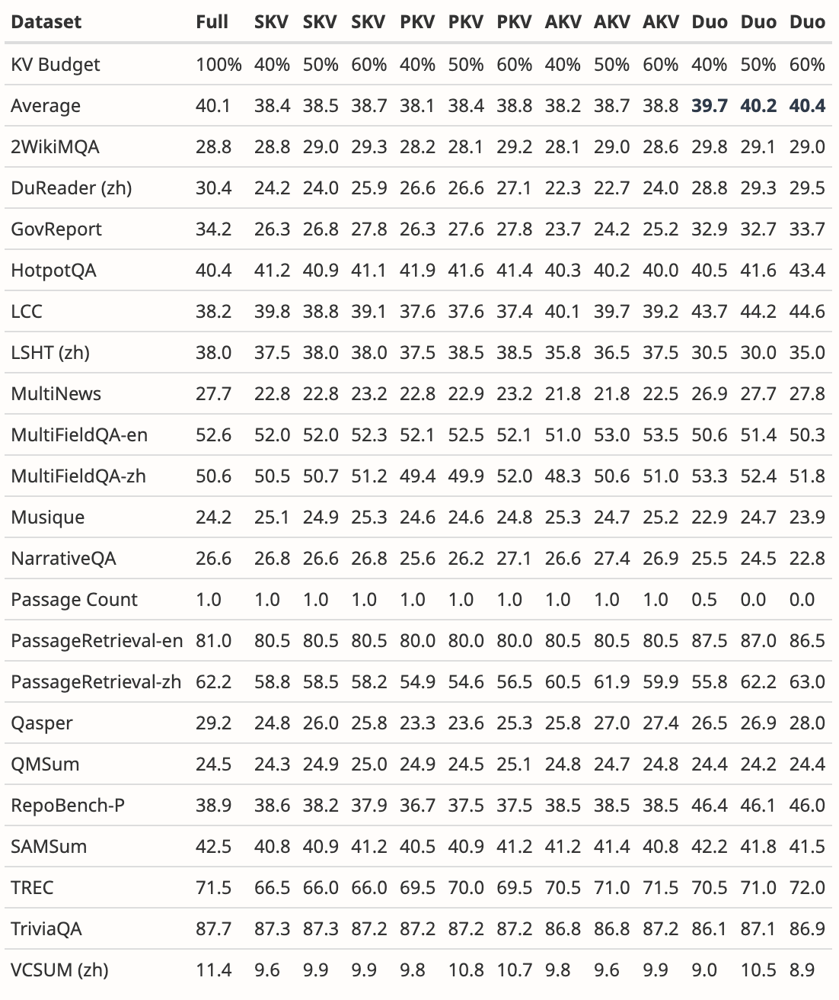 Dataset Full SKV SKV SKV PKV PKV PKV AKV AKV AKV Duo Duo Duo
KV Budget 100% 40% 50% 60% 40% 50% 60% 40% 50% 60% 40% 50% 60%
Average 40.1 38.4 38.5 38.7 38.1 38.4 38.8 38.2 38.7 38.8 39.7 40.2 40.4
2WikiMQA 28.8 28.8 29.0 29.3 28.2 28.1 29.2 28.1 29.0 28.6 29.8 29.1 29.0
DuReader (zh) 30.4 24.2 24.0 25.9 26.6 26.6 27.1 22.3 22.7 24.0 28.8 29.3 29.5
GovReport 34.2 26.3 26.8 27.8 26.3 27.6 27.8 23.7 24.2 25.2 32.9 32.7 33.7
HotpotQA 40.4 41.2 40.9 41.1 41.9 41.6 41.4 40.3 40.2 40.0 40.5 41.6 43.4
LCC 38.2 39.8 38.8 39.1 37.6 37.6 37.4 40.1 39.7 39.2 43.7 44.2 44.6
LSHT (zh) 38.0 37.5 38.0 38.0 37.5 38.5 38.5 35.8 36.5 37.5 30.5 30.0 35.0
MultiNews 27.7 22.8 22.8 23.2 22.8 22.9 23.2 21.8 21.8 22.5 26.9 27.7 27.8
MultiFieldQA-en 52.6 52.0 52.0 52.3 52.1 52.5 52.1 51.0 53.0 53.5 50.6 51.4 50.3
MultiFieldQA-zh 50.6 50.5 50.7 51.2 49.4 49.9 52.0 48.3 50.6 51.0 53.3 52.4 51.8
Musique 24.2 25.1 24.9 25.3 24.6 24.6 24.8 25.3 24.7 25.2 22.9 24.7 23.9
NarrativeQA 26.6 26.8 26.6 26.8 25.6 26.2 27.1 26.6 27.4 26.9 25.5 24.5 22.8
Passage Count 1.0 1.0 1.0 1.0 1.0 1.0 1.0 1.0 1.0 1.0 0.5 0.0 0.0
PassageRetrieval-en 81.0 80.5 80.5 80.5 80.0 80.0 80.0 80.5 80.5 80.5 87.5 87.0 86.5
PassageRetrieval-zh 62.2 58.8 58.5 58.2 54.9 54.6 56.5 60.5 61.9 59.9 55.8 62.2 63.0
Qasper 29.2 24.8 26.0 25.8 23.3 23.6 25.3 25.8 27.0 27.4 26.5 26.9 28.0
QMSum 24.5 24.3 24.9 25.0 24.9 24.5 25.1 24.8 24.7 24.8 24.4 24.2 24.4
RepoBench-P 38.9 38.6 38.2 37.9 36.7 37.5 37.5 38.5 38.5 38.5 46.4 46.1 46.0
SAMSum 42.5 40.8 40.9 41.2 40.5 40.9 41.2 41.2 41.4 40.8 42.2 41.8 41.5
TREC 71.5 66.5 66.0 66.0 69.5 70.0 69.5 70.5 71.0 71.5 70.5 71.0 72.0
TriviaQA 87.7 87.3 87.3 87.2 87.2 87.2 87.2 86.8 86.8 87.2 86.1 87.1 86.9
VCSUM (zh) 11.4 9.6 9.9 9.9 9.8 10.8 10.7 9.8 9.6 9.9 9.0 10.5 8.9